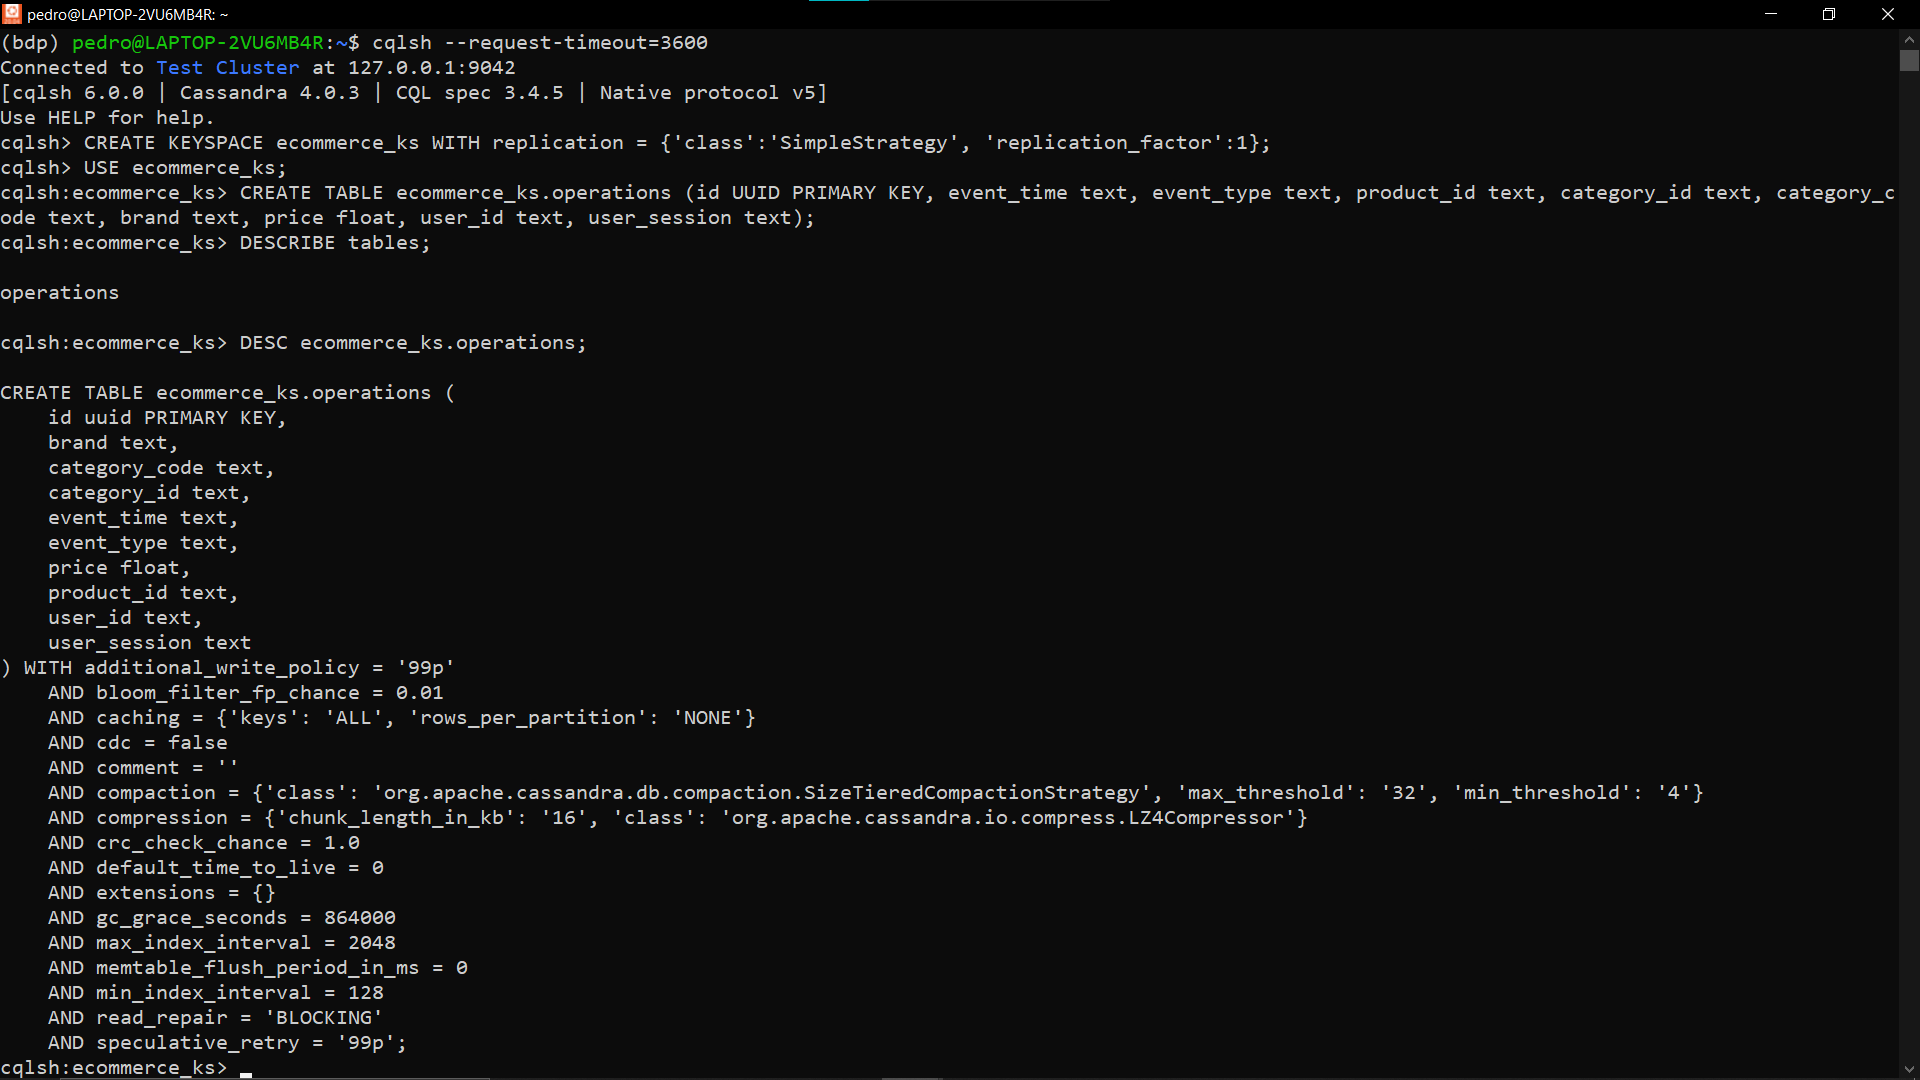 pedro@LAPTOP-2VU6MB4R: ~
(bdp) pedro@LAPTOP-2VU6MB4R:~$ cqlsh --request-timeout=3600
Connected to Test Cluster at 127.0.0.1:9042
[cqlsh 6.0.0 | Cassandra 4.0.3 | CQL spec 3.4.5 | Native protocol v5]
Use HELP for help.
cqlsh> CREATE KEYSPACE ecommerce_ks WITH replication = {'class':'SimpleStrategy', 'replication_factor':1};
cqlsh> USE ecommerce_ks;
cqlsh:ecommerce_ks> CREATE TABLE ecommerce_ks.operations (id UUID PRIMARY KEY, event_time text, event_type text, product_id text, category_id text, category_c
ode text, brand text, price float, user_id text, user_session text);
cqlsh:ecommerce_ks> DESCRIBE tables;
operations
cqlsh:ecommerce_ks> DESC ecommerce_ks.operations;
CREATE TABLE ecommerce_ks.operations (
    id uuid PRIMARY KEY,
    brand text,
    category_code text,
    category_id text,
    event_time text,
    event_type text,
    price float,
    product_id text,
    user_id text,
    user_session text
) WITH additional_write_policy = '99p'
    AND bloom_filter_fp_chance = 0.01
    AND caching = {'keys': 'ALL', 'rows_per_partition': 'NONE'}
    AND cdc = false
    AND comment = ''
    AND compaction = {'class': 'org.apache.cassandra.db.compaction.SizeTieredCompactionStrategy', 'max_threshold': '32', 'min_threshold': '4'}
    AND compression = {'chunk_length_in_kb': '16', 'class': 'org.apache.cassandra.io.compress.LZ4Compressor'}
    AND crc_check_chance = 1.0
    AND default_time_to_live = 0
    AND extensions = {}
    AND gc_grace_seconds = 864000
    AND max_index_interval = 2048
    AND memtable_flush_period_in_ms = 0
    AND min_index_interval = 128
    AND read_repair = 'BLOCKING'
    AND speculative_retry = '99p';
cqlsh:ecommerce_ks>